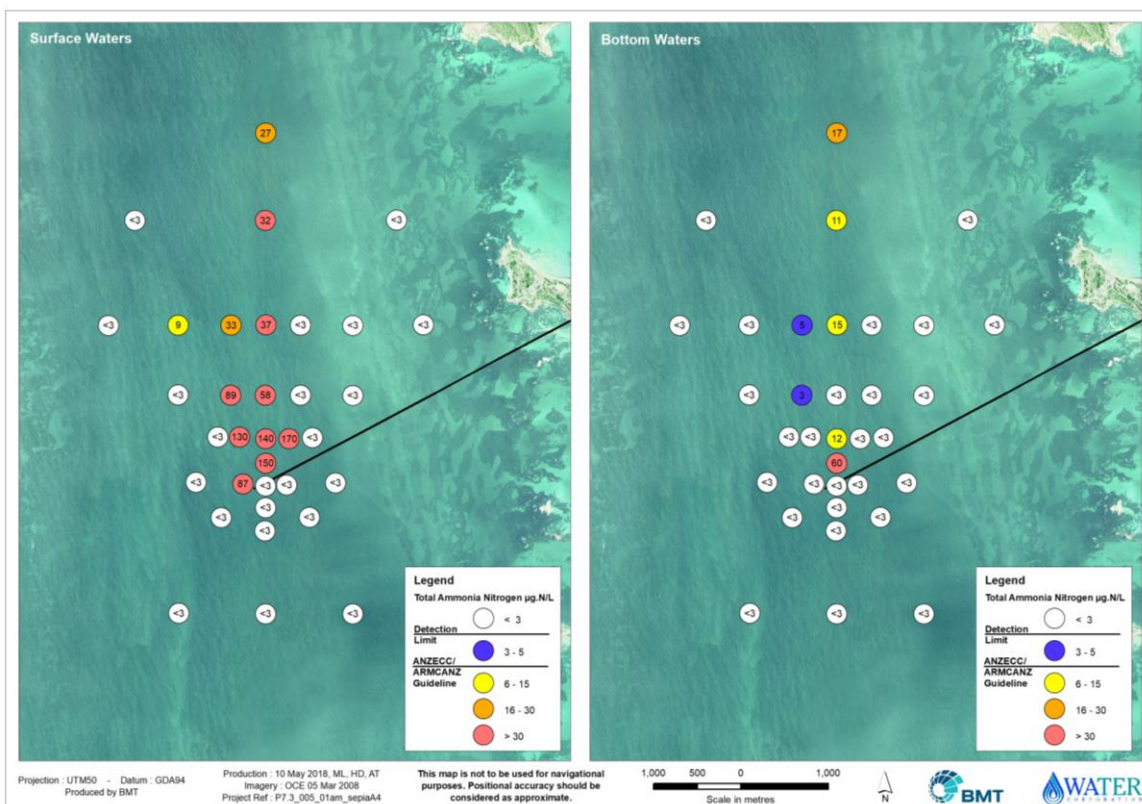 Surface Waters
27
<3
32
<3
<3
9
33
37
<3
<3
<3
<3
89
58
<3
<3
<3
130
140
170
<3
150
<3
87
<3
<3
<3
<3
<3
<3
<3
<3
<3
<3
Legend
Total Ammonia Nitrogen µg.N/L
< 3
Detection
Limit
3 - 5
ANZECC/
ARMCANZ
Guideline
6 - 15
16 - 30
> 30
Bottom Waters
17
<3
11
<3
<3
<3
5
15
<3
<3
<3
<3
3
<3
<3
<3
<3
<3
12
<3
<3
60
<3
<3
<3
<3
<3
<3
<3
<3
<3
<3
<3
<3
Legend
Total Ammonia Nitrogen µg.N/L
< 3
Detection
Limit
3 - 5
ANZECC/
ARMCANZ
Guideline
6 - 15
16 - 30
> 30
Projection : UTM50 - Datum : GDA94
Produced by BMT
Production : 10 May 2018, ML, HD, AT
Imagery : OCE 05 Mar 2008
Project Ref : P7.3_005_01am_sepiaA4
This map is not to be used for navigational
purposes. Positional accuracy should be
considered as approximate.
1,000 500 0 1,000
Scale in metres
N
BMT
WATER
CORPORATION